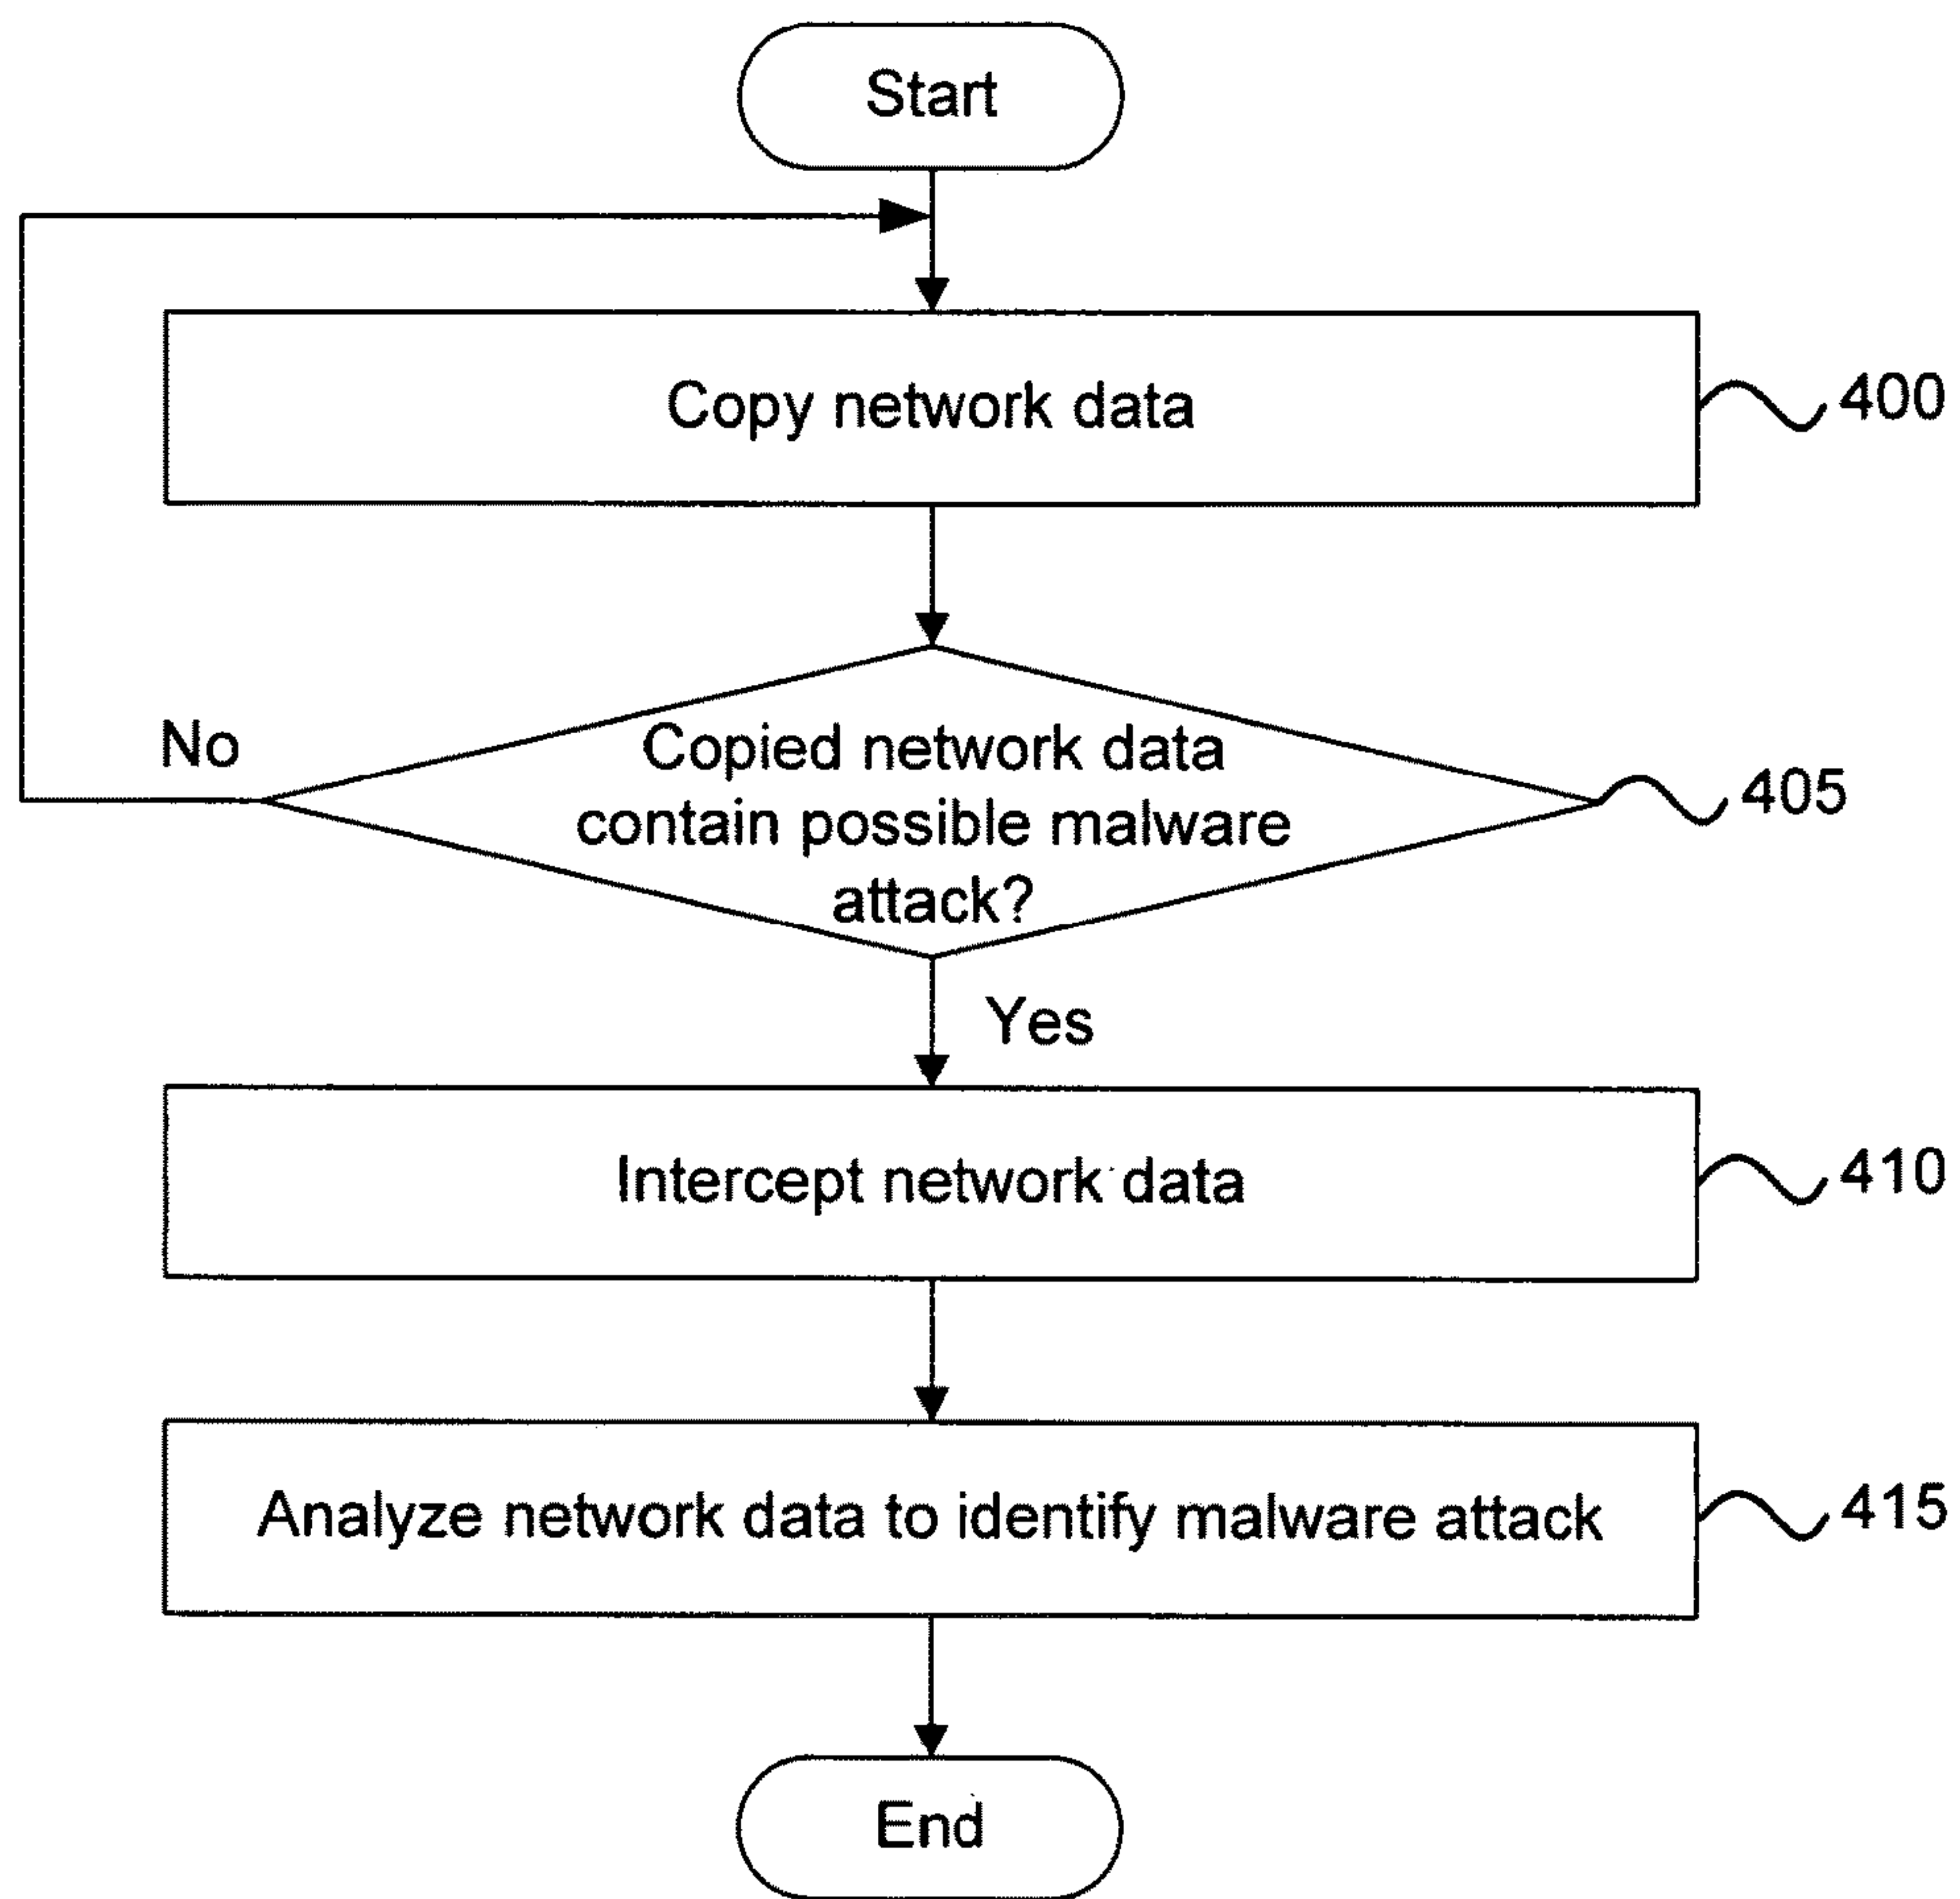 Start
Copy network data
400
No
Copied network data
contain possible malware
attack?
405
Yes
Intercept network data
410
Analyze network data to identify malware attack
415
End